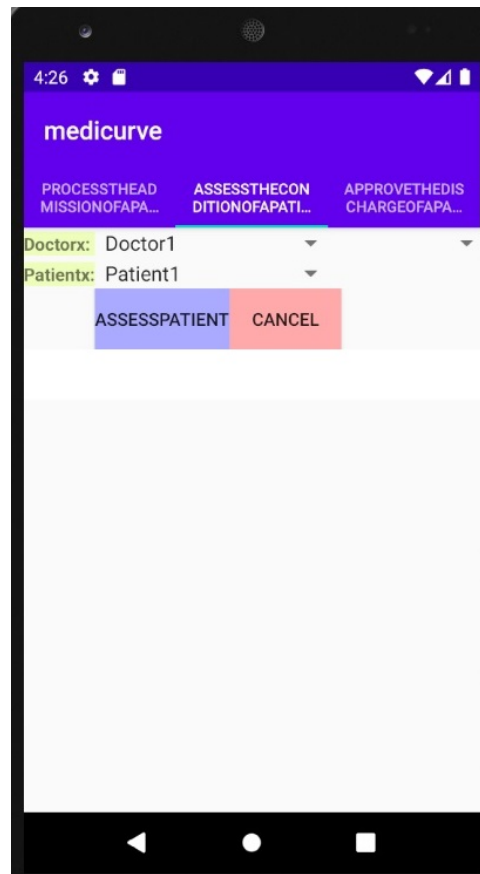 4:26
medicurve
PROCESSTHEAD
MISSIONOFAPA...
ASSESSTHECON
DITIONOFAPATI...
APPROVETHEDIS
CHARGEOFAPA...
Doctorx: Doctor1
Patientx: Patient1
ASSESSPATIENT CANCEL